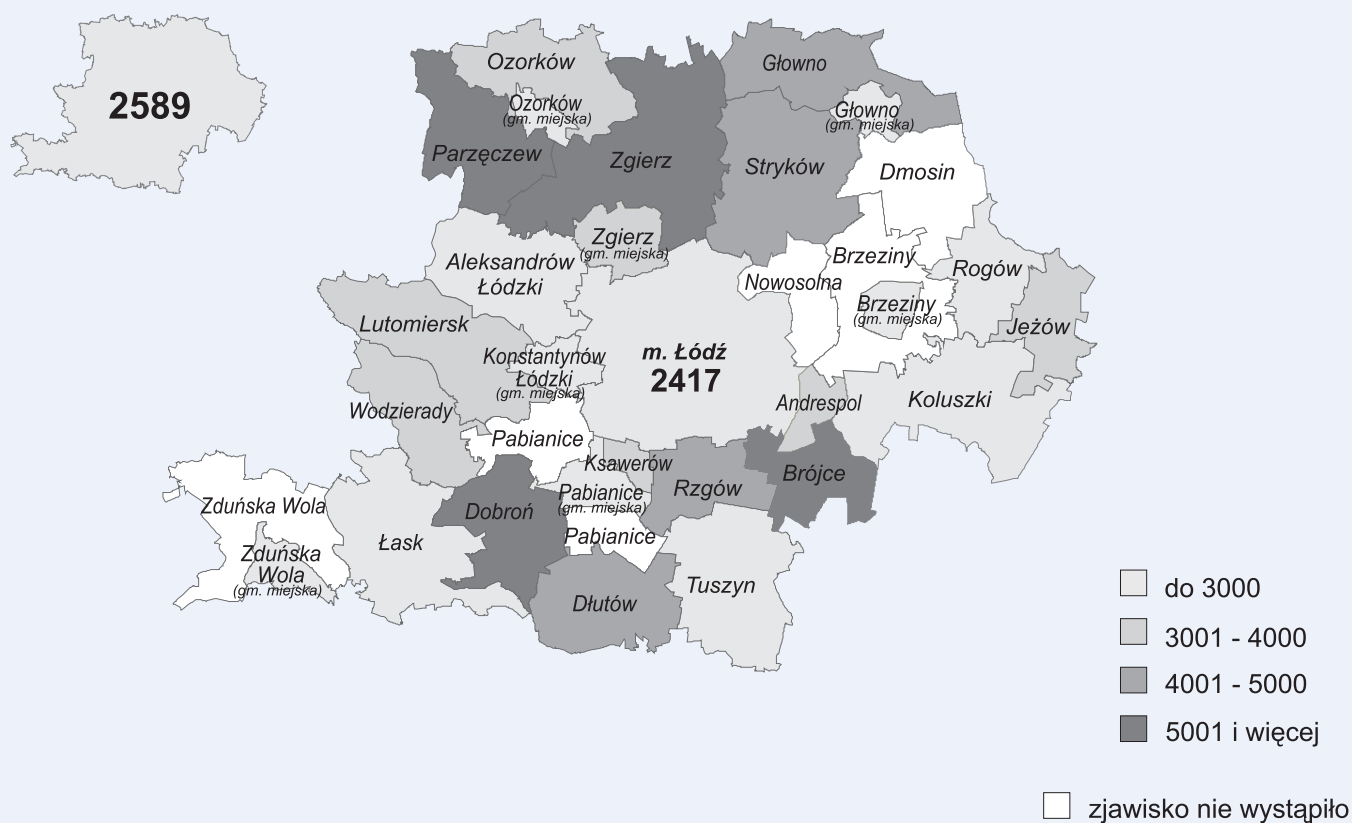 2589
Ozorków
Ozorków
(gm. miejska)
Głowno
Głowno
(gm. miejska)
Parzęczew
Zgierz
Stryków
Dmosin
Zgierz
(gm. miejska)
Aleksandrów
Łódzki
Nowosolna
Brzeziny
Rogów
Brzeziny
(gm. miejska)
Jeżów
Lutomiersk
Konstantynów
Łódzki
(gm. miejska)
m. Łódź
2417
Wodzierady
Andrespol
Koluszki
Pabianice
Ksawerów
Brójce
Rzgów
Pabianice
(gm. miejska)
Zduńska Wola
Dobroń
Pabianice
Łask
Zduńska
Wola
(gm. miejska)
Tuszyn
Dłutów
do 3000
3001 - 4000
4001 - 5000
5001 i więcej
zjawisko nie wystąpiło